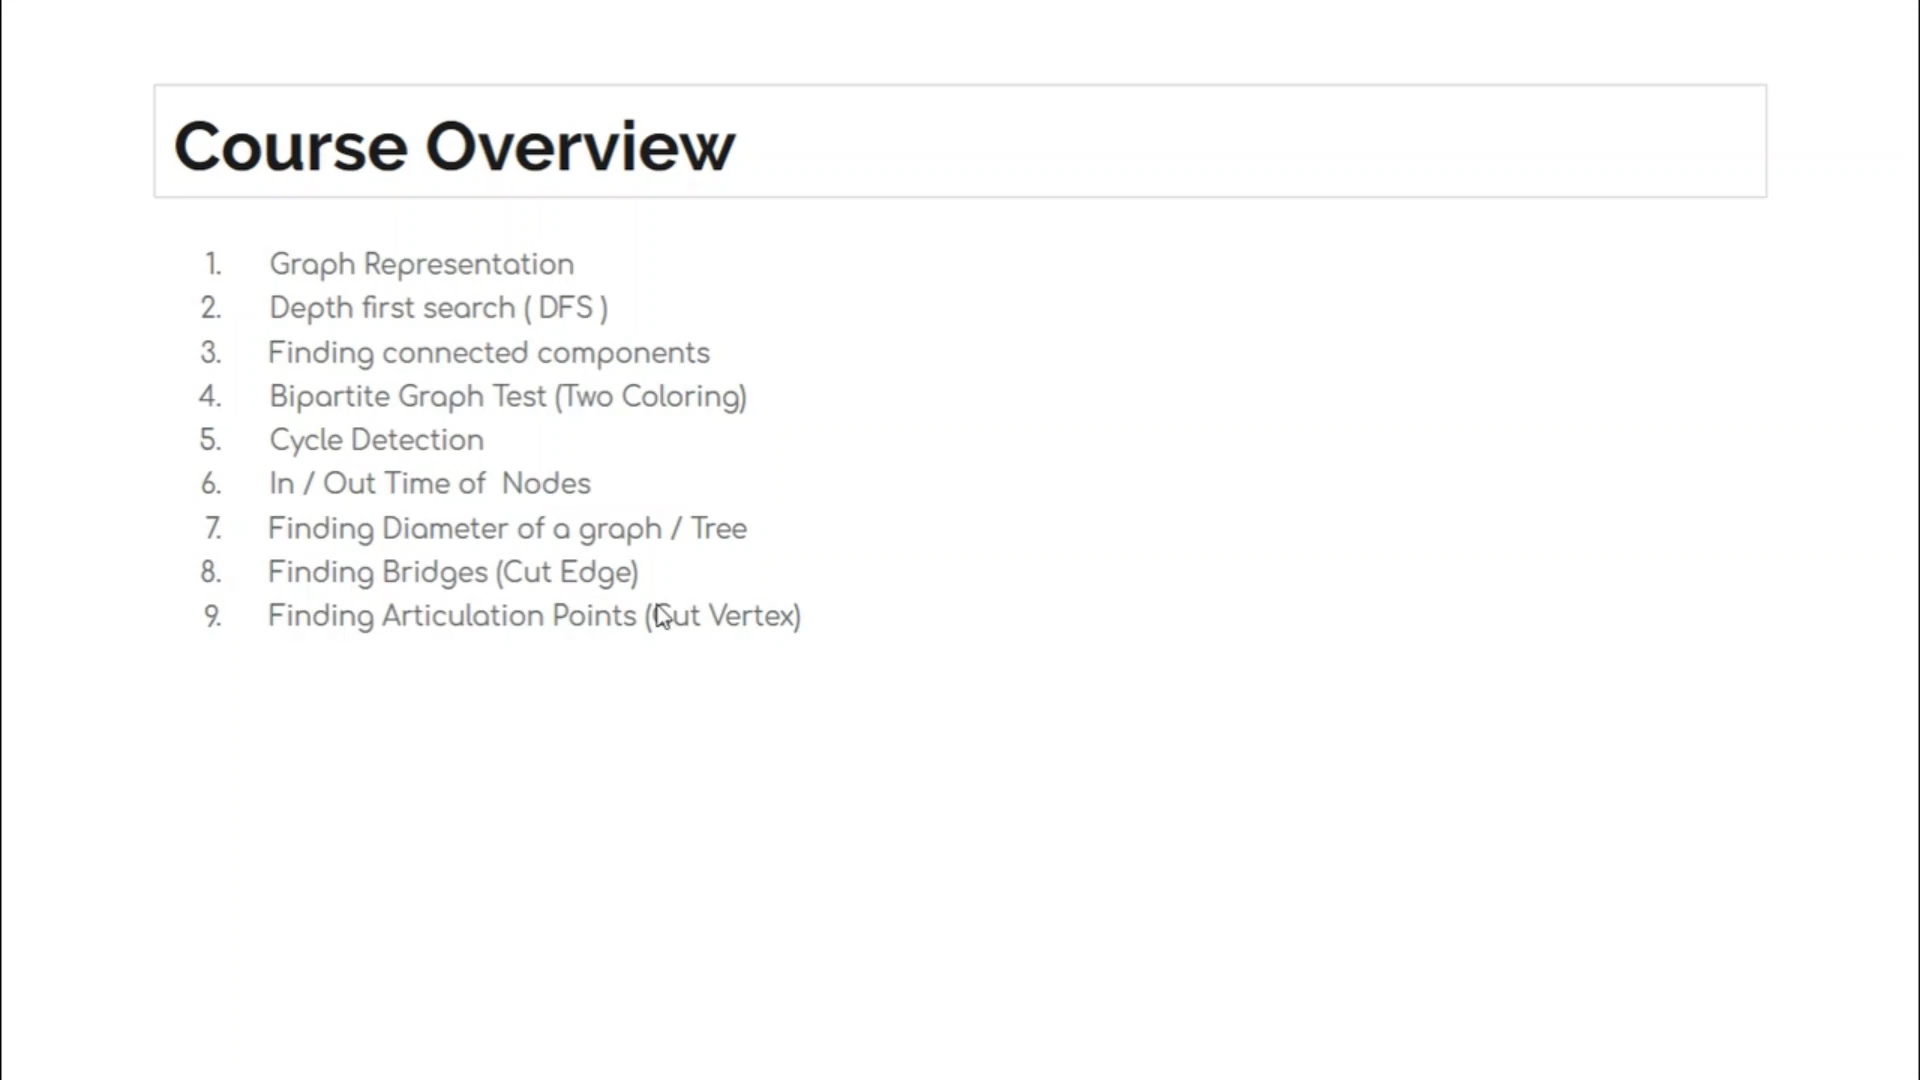 Course Overview
1. Graph Representation
2. Depth first search ( DFS )
3. Finding connected components
4. Bipartite Graph Test (Two Coloring)
5. Cycle Detection
6. In / Out Time of  Nodes
7. Finding Diameter of a graph / Tree
8. Finding Bridges (Cut Edge)
9. Finding Articulation Points (Cut Vertex)